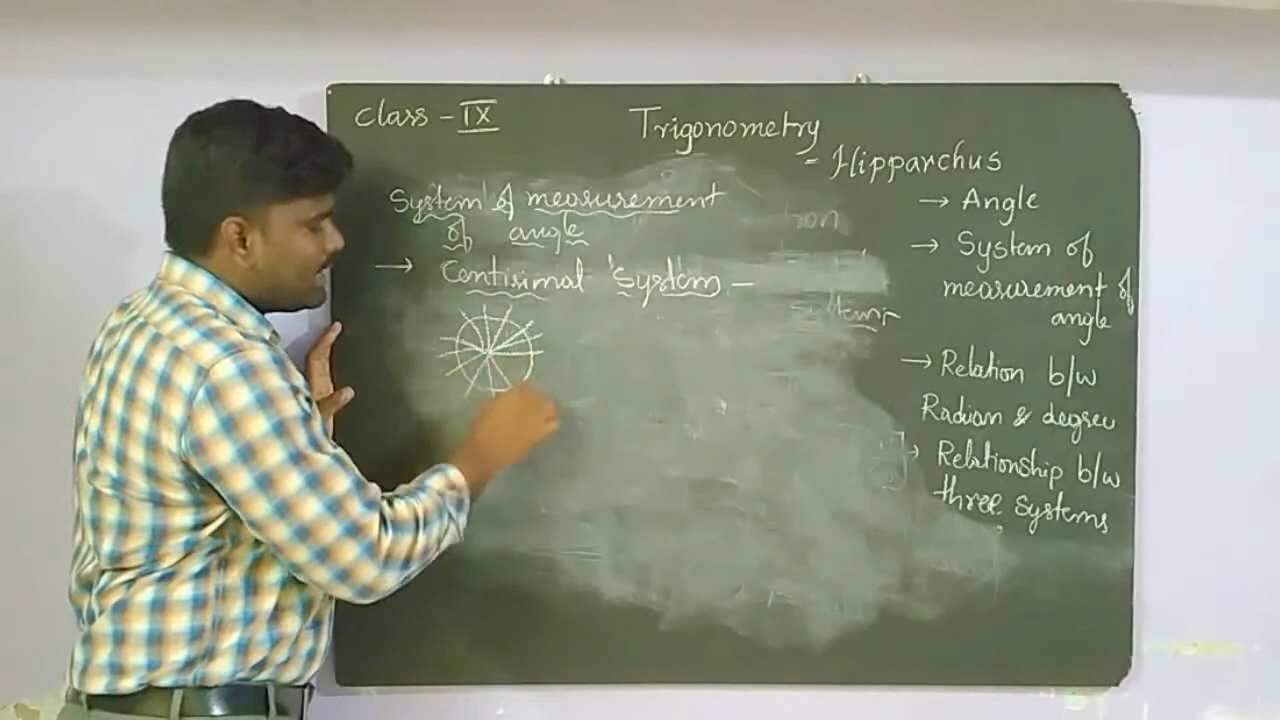 Class - IX
Trigonometry
- Hipparchus
System of measurement
of angle
→ Centisimal System -
→ Angle
→ System of
measurement of
angle
→ Relation b/w
Radian & degree
→ Relationship b/w
three systems